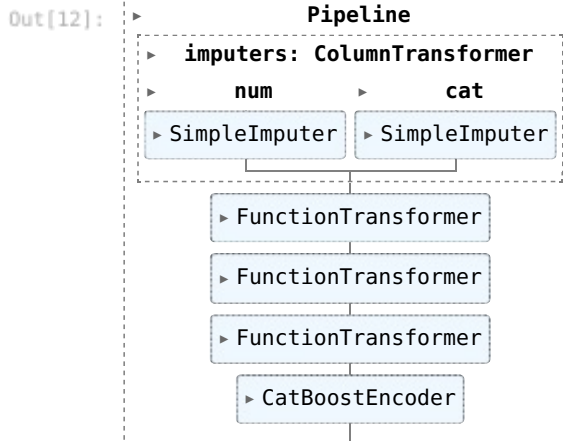 Out[12]:
▸ Pipeline
▸ imputers: ColumnTransformer
▸ num ▸ cat
▸ SimpleImputer ▸ SimpleImputer
▸ FunctionTransformer
▸ FunctionTransformer
▸ FunctionTransformer
▸ CatBoostEncoder